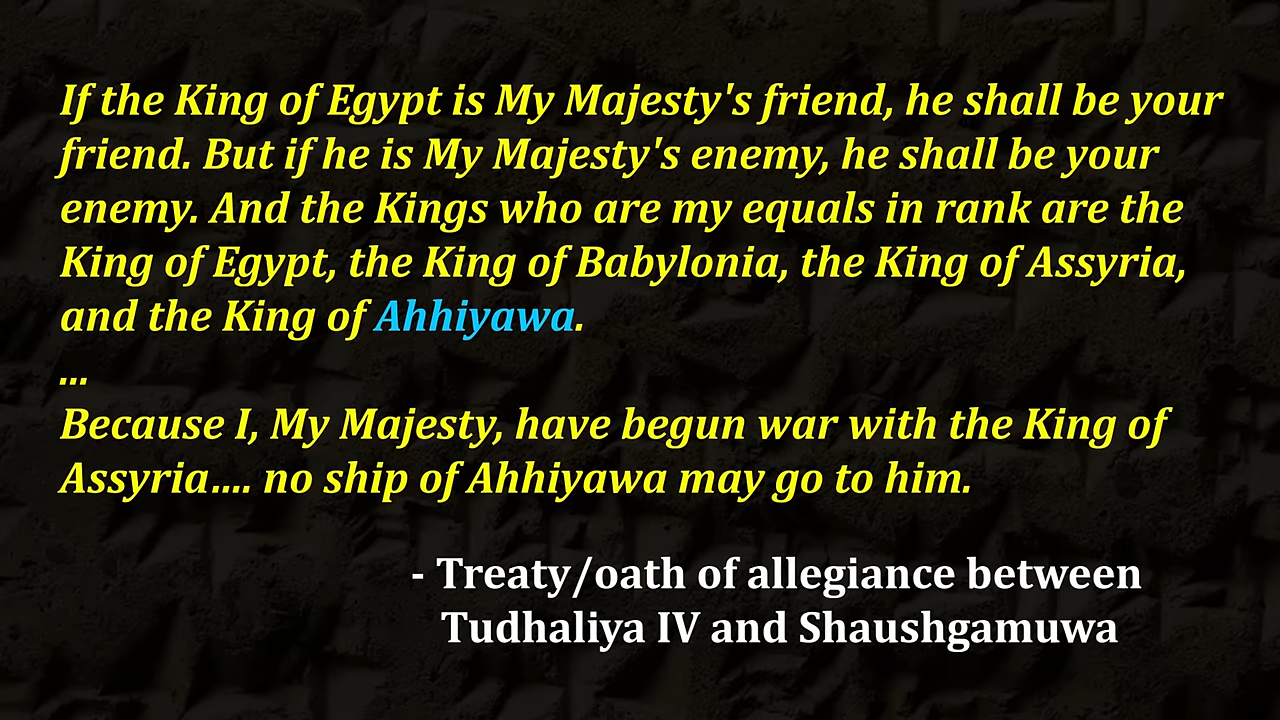 If the King of Egypt is My Majesty's friend, he shall be your
friend. But if he is My Majesty's enemy, he shall be your
enemy. And the Kings who are my equals in rank are the
King of Egypt, the King of Babylonia, the King of Assyria,
and the King of Ahhiyawa.
...
Because I, My Majesty, have begun war with the King of
Assyria.... no ship of Ahhiyawa may go to him.
- Treaty/oath of allegiance between
Tudhaliya IV and Shaushgamuwa